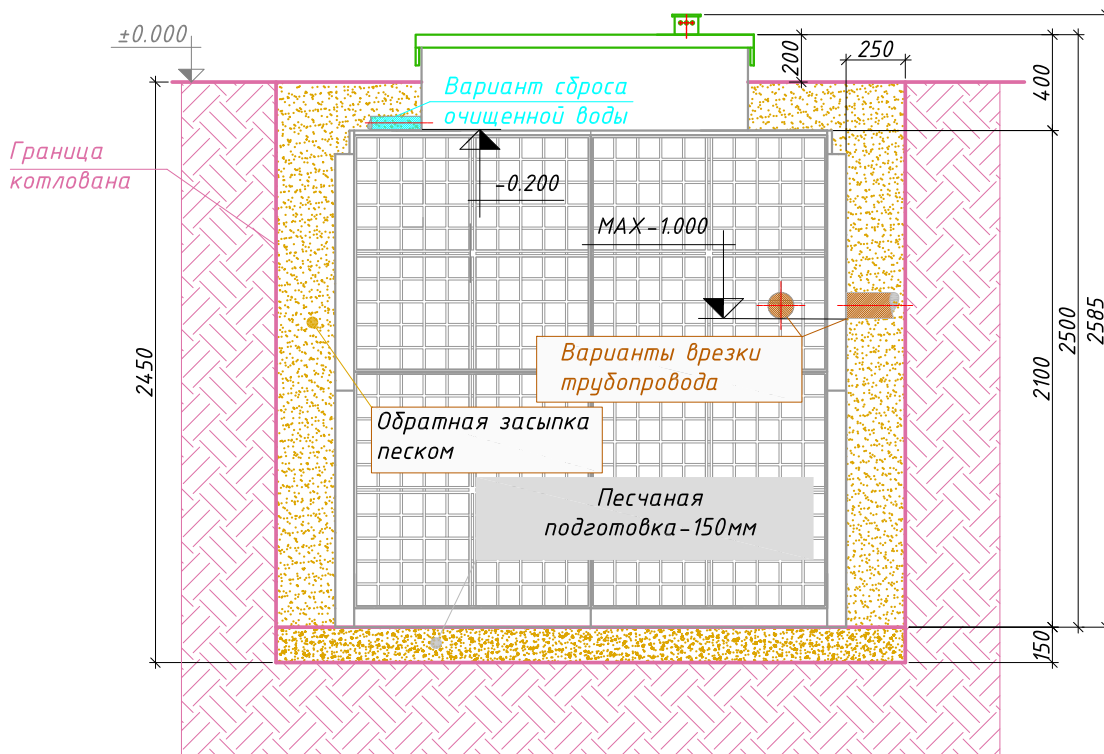 ±0.000
200
250
400
Вариант сброса
очищенной воды
Граница
котлована
-0.200
MAX-1.000
2450
2100
2500
2585
Варианты врезки
трубопровода
Обратная засыпка
песком
Песчаная
подготовка-150мм
150